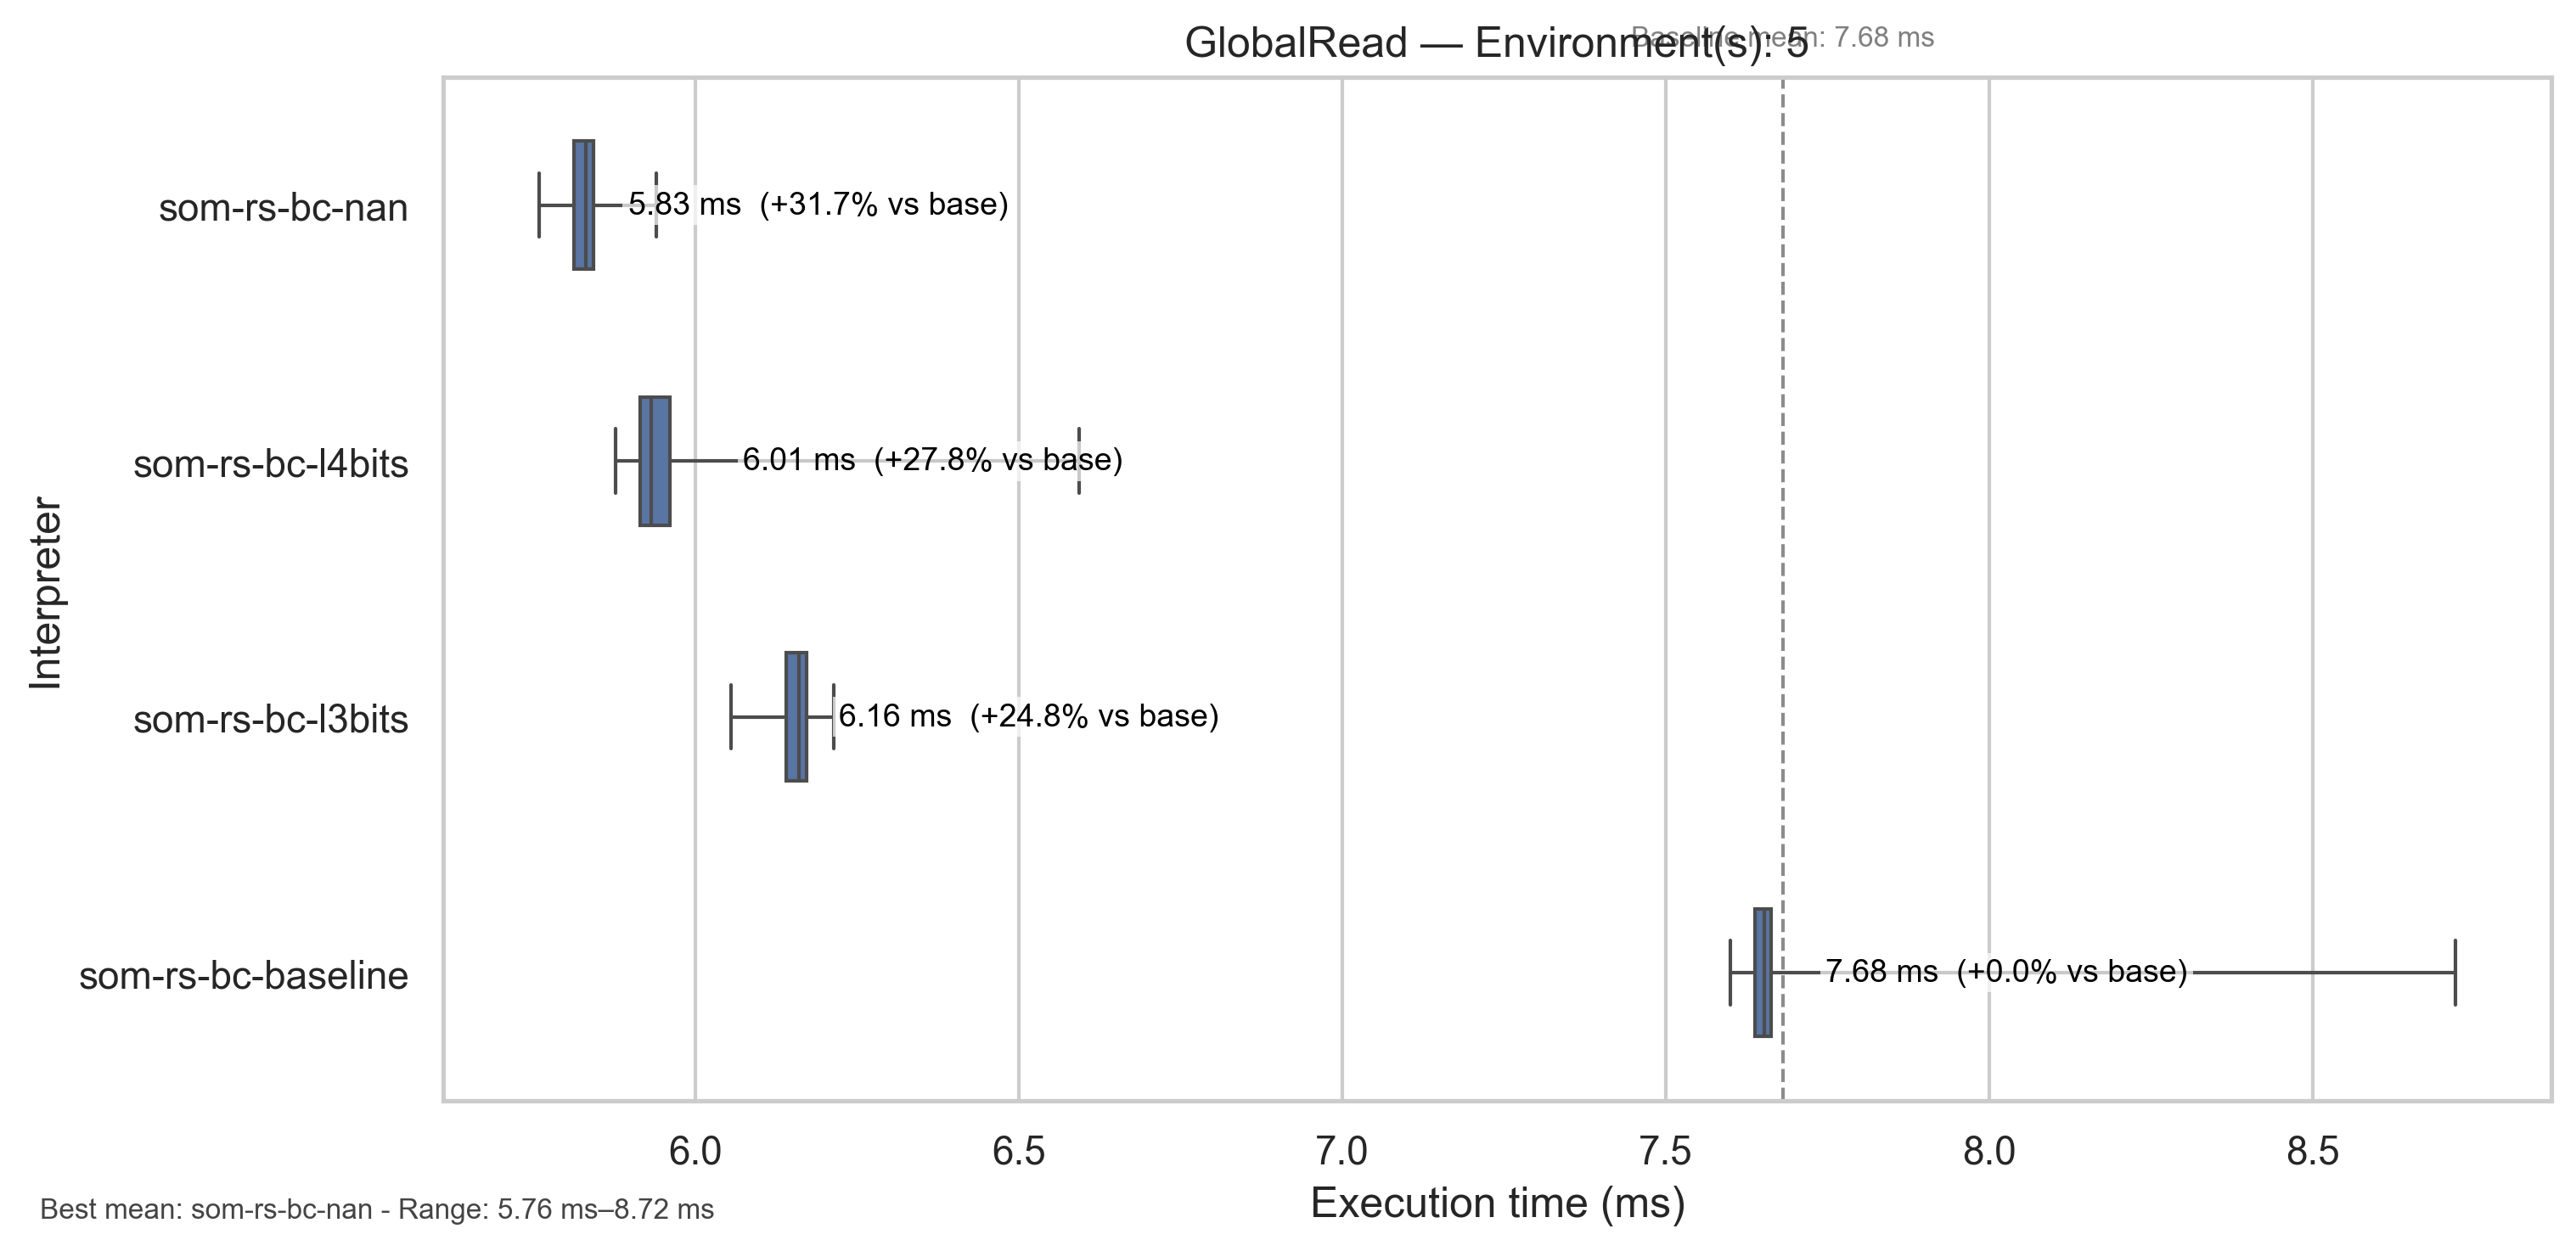 GlobalRead — Environment(s): 5
Baseline mean: 7.68 ms
Interpreter
som-rs-bc-nan
5.83 ms (+31.7% vs base)
som-rs-bc-l4bits
6.01 ms (+27.8% vs base)
som-rs-bc-l3bits
6.16 ms (+24.8% vs base)
som-rs-bc-baseline
7.68 ms (+0.0% vs base)
6.0 6.5 7.0 7.5 8.0 8.5
Execution time (ms)
Best mean: som-rs-bc-nan - Range: 5.76 ms–8.72 ms